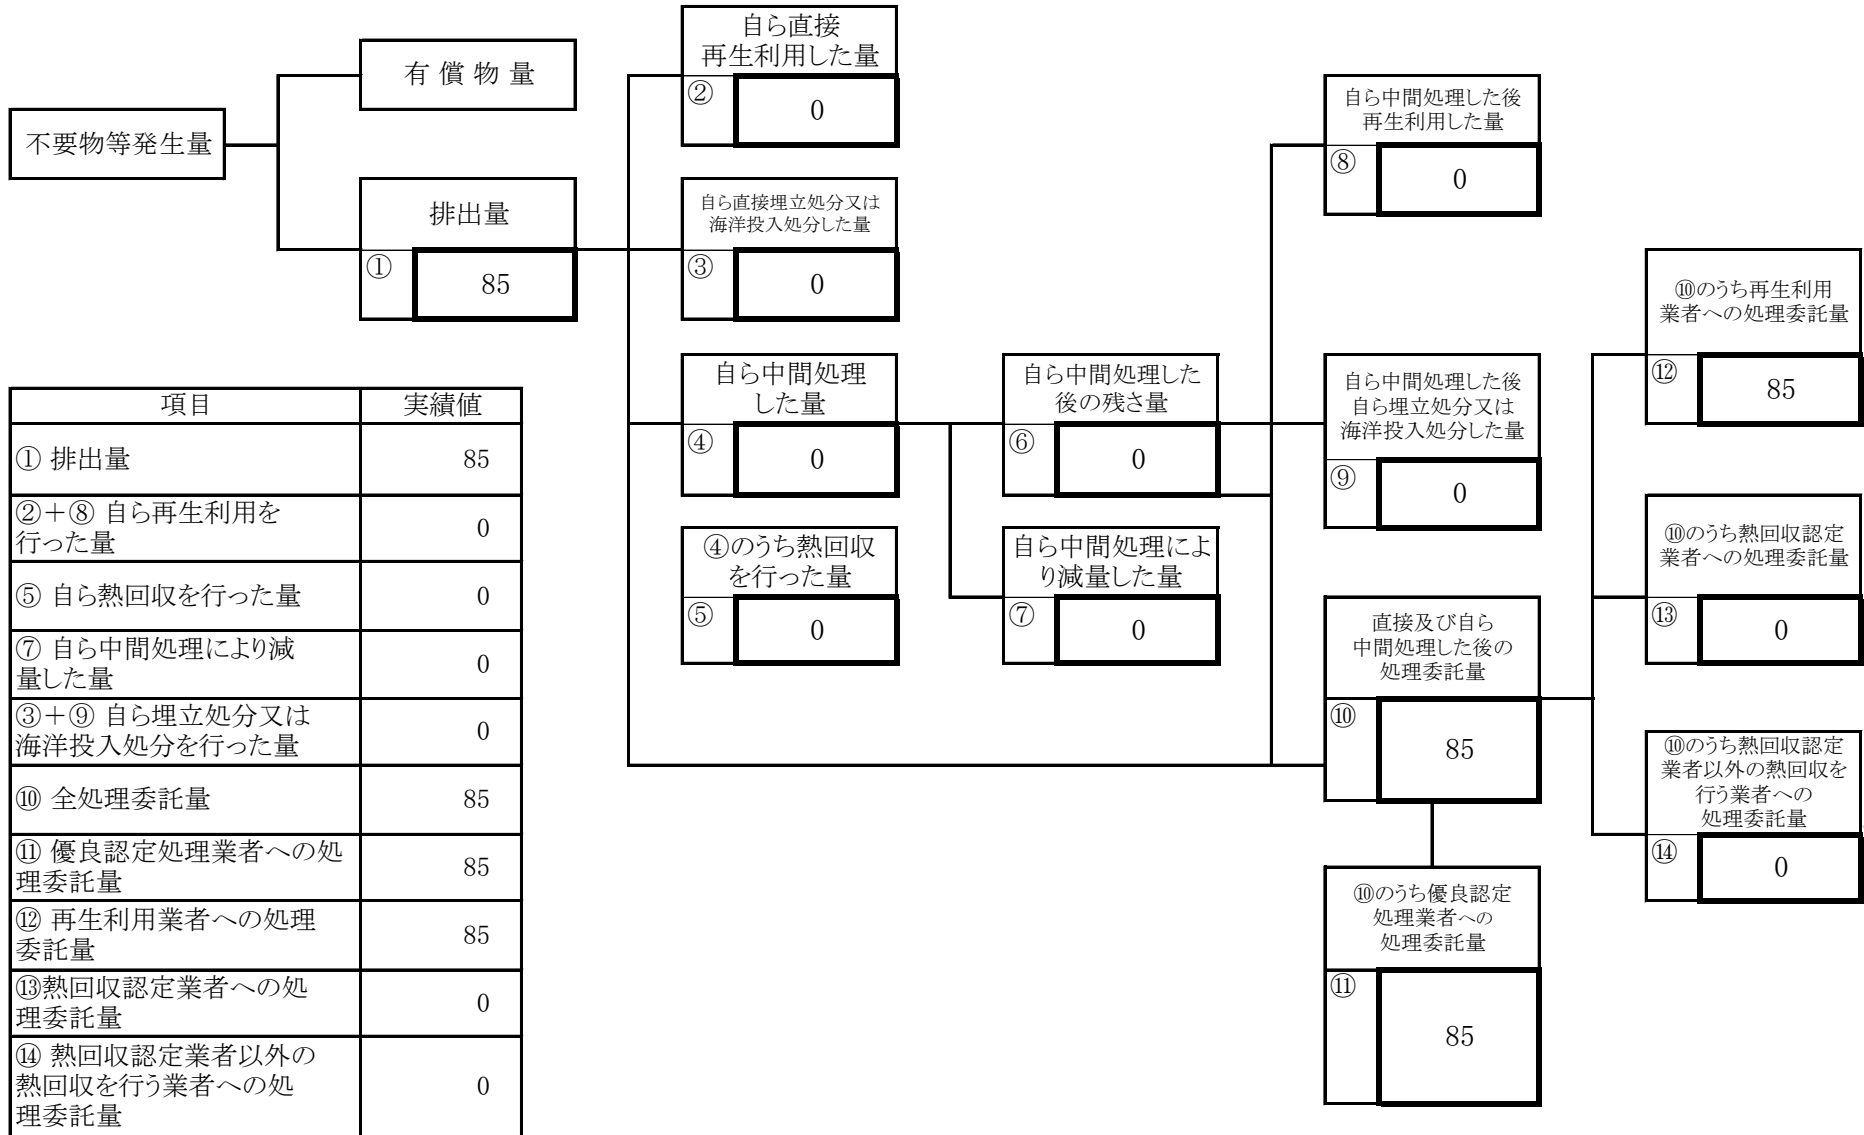 不要物等発生量
有 償 物 量
排出量
①
85
自ら直接
再生利用した量
②
0
自ら直接埋立処分又は
海洋投入処分した量
③
0
自ら中間処理
した量
④
0
④のうち熱回収
を行った量
⑤
0
自ら中間処理した
後の残さ量
⑥
0
自ら中間処理によ
り減量した量
⑦
0
自ら中間処理した後
再生利用した量
⑧
0
自ら中間処理した後
自ら埋立処分又は
海洋投入処分した量
⑨
0
直接及び自ら
中間処理した後の
処理委託量
⑩
85
⑩のうち優良認定
処理業者への
処理委託量
⑪
85
⑩のうち再生利用
業者への処理委託量
⑫
85
⑩のうち熱回収認定
業者への処理委託量
⑬
0
⑩のうち熱回収認定
業者以外の熱回収を
行う業者への
処理委託量
⑭
0
項目 実績値
① 排出量 85
②＋⑧ 自ら再生利用を
行った量 0
⑤ 自ら熱回収を行った量 0
⑦ 自ら中間処理により減
量した量 0
③＋⑨ 自ら埋立処分又は
海洋投入処分を行った量 0
⑩ 全処理委託量 85
⑪ 優良認定処理業者への処
理委託量 85
⑫ 再生利用業者への処理
委託量 85
⑬熱回収認定業者への処
理委託量 0
⑭ 熱回収認定業者以外の
熱回収を行う業者への処
理委託量 0